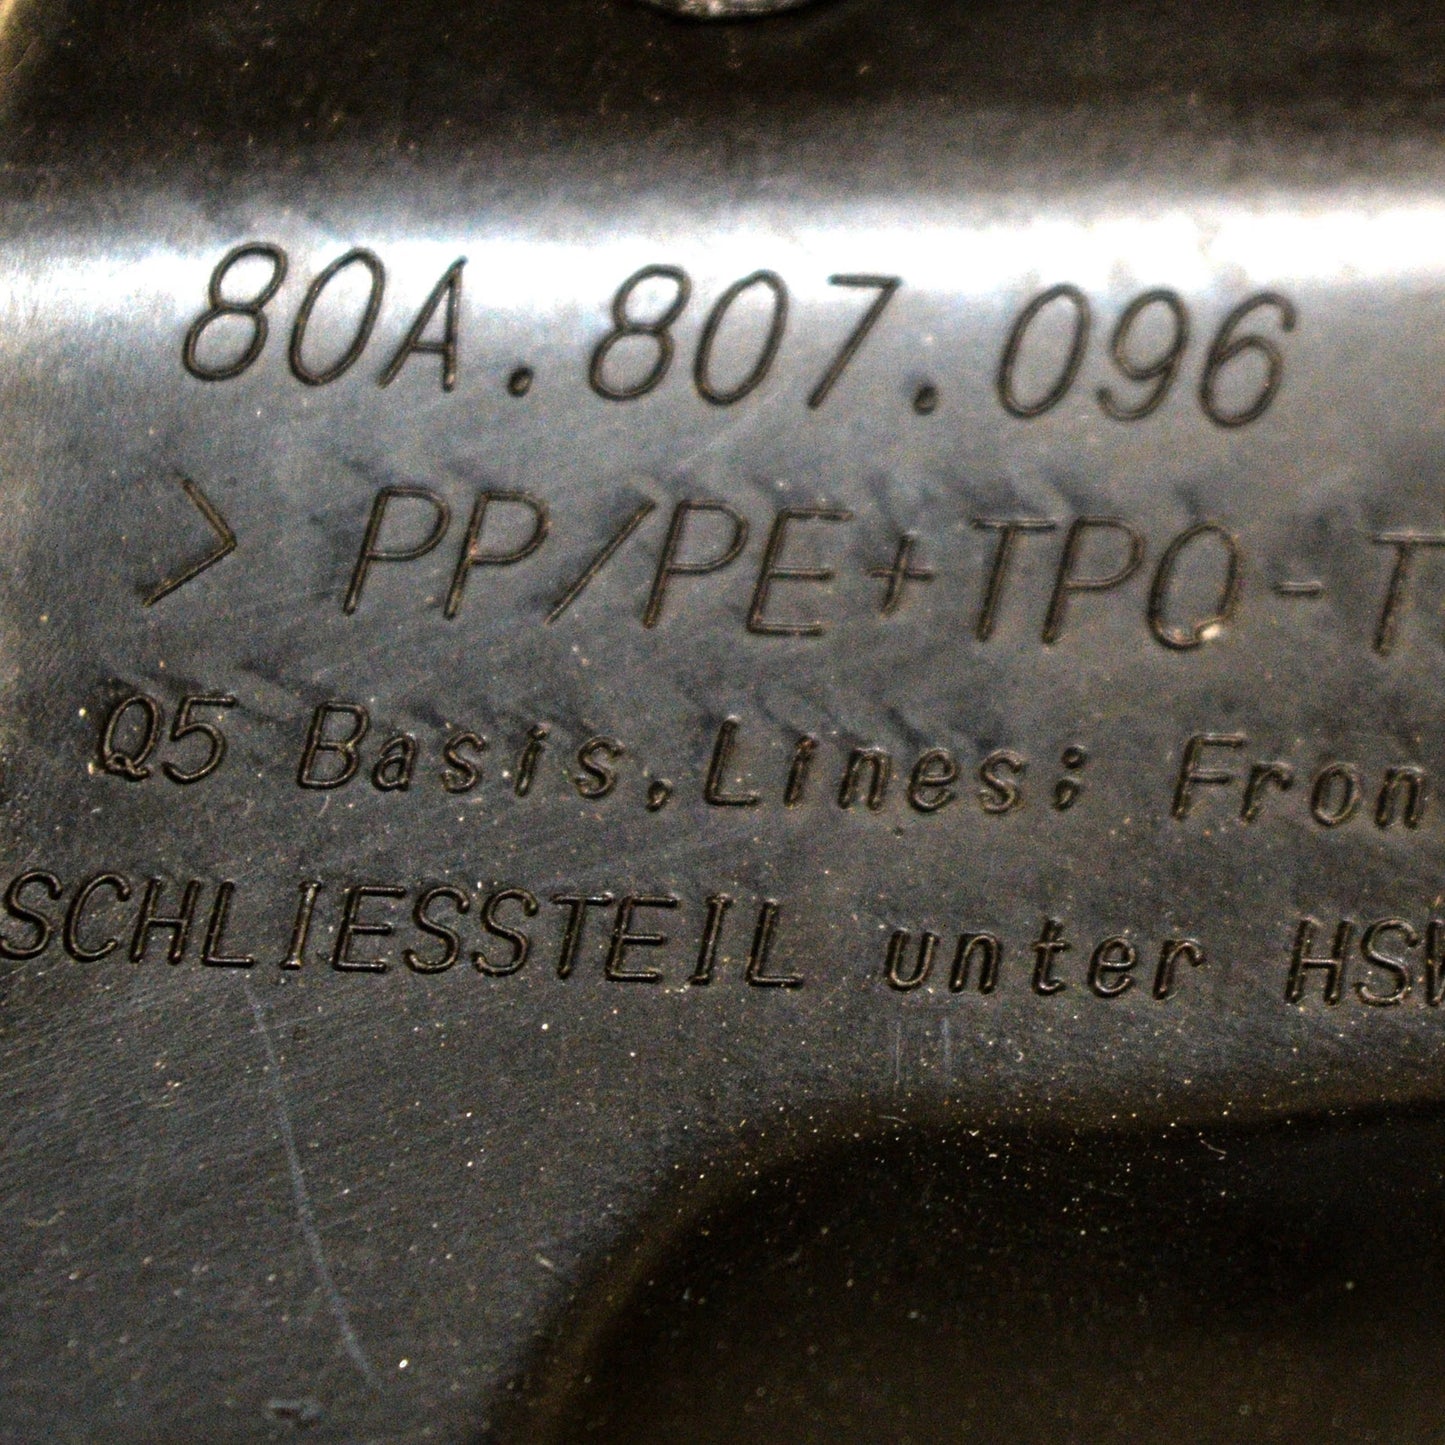 80A.807.096
> PP/PE+TPO-T
Q5 Basis,Lines; Fron
SCHLIESSTEIL unter HSW